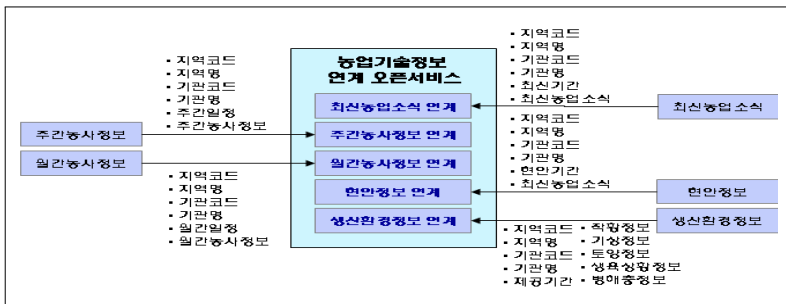 농업기술정보
연계 오픈서비스
최신농업소식 연계
주간농사정보 연계
월간농사정보 연계
현안정보 연계
생산환경정보 연계
· 지역코드
· 지역명
· 기관코드
· 기관명
· 주간일정
· 주간농사정보
주간농사정보
월간농사정보
· 지역코드
· 지역명
· 기관코드
· 기관명
· 월간일정
· 월간농사정보
· 지역코드
· 지역명
· 기관코드
· 기관명
· 최신기간
· 최신농업소식
최신농업소식
· 지역코드
· 지역명
· 기관코드
· 기관명
· 현안기간
· 최신농업소식
현안정보
생산환경정보
· 지역코드 · 작황정보
· 지역명 · 기상정보
· 기관코드 · 토양정보
· 기관명 · 생육상황정보
· 제공기간 · 병해충정보